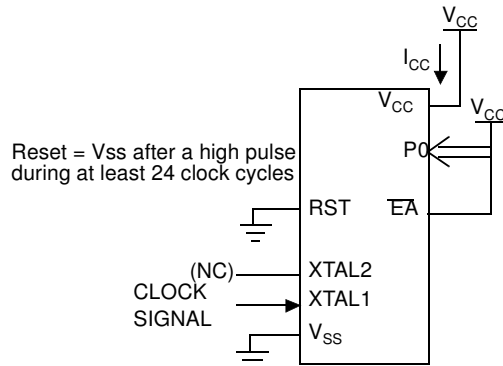 V_CC
I_CC
V_CC
V_CC
P0
Reset = Vss after a high pulse
during at least 24 clock cycles
RST
E̅A̅
(NC)
XTAL2
CLOCK
XTAL1
SIGNAL
V_SS